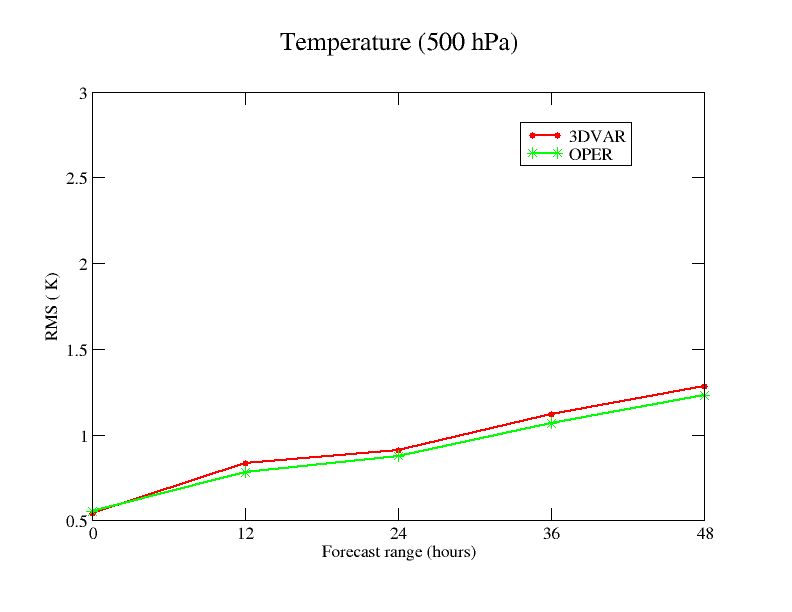 Temperature (500 hPa)
3
2.5
2
1.5
1
0.5
RMS ( K)
3DVAR
OPER
0 12 24 36 48
Forecast range (hours)